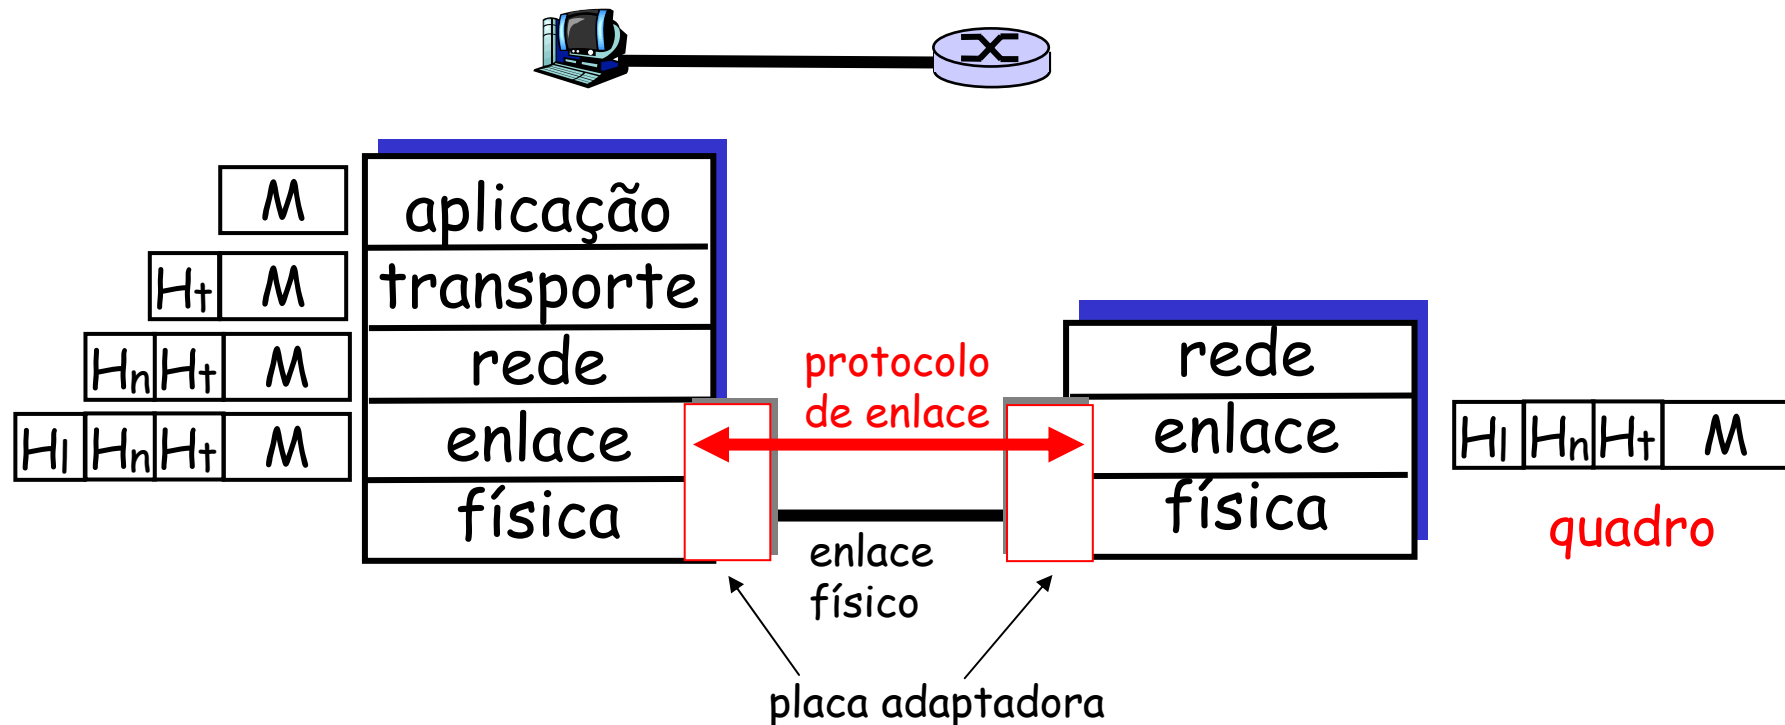 M
aplicação
Ht M
transporte
Hn Ht M
rede
Hl Hn Ht M
enlace
física
protocolo
de enlace
enlace
físico
placa adaptadora
rede
enlace
física
Hl Hn Ht M
quadro